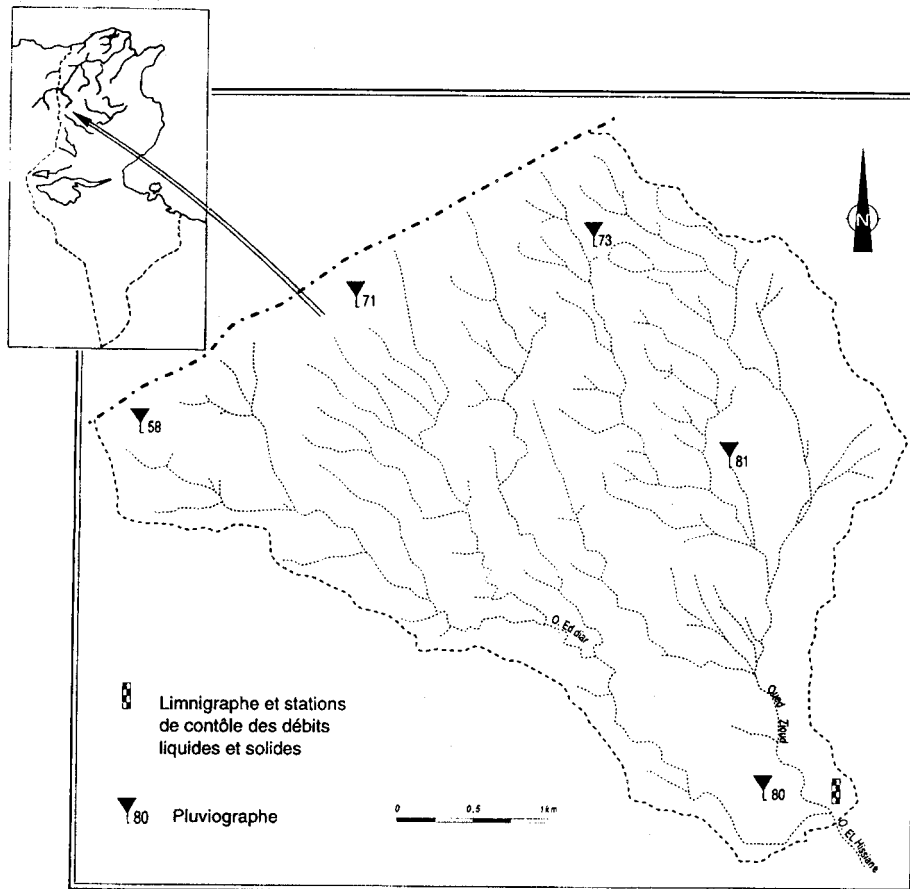 N
73
71
58
81
O. Ed diar
Oued Zioud
80
O. EL Hissiane
Limnigraphe et stations
de contôle des débits
liquides et solides
80 Pluviographe
0 0,5 1km